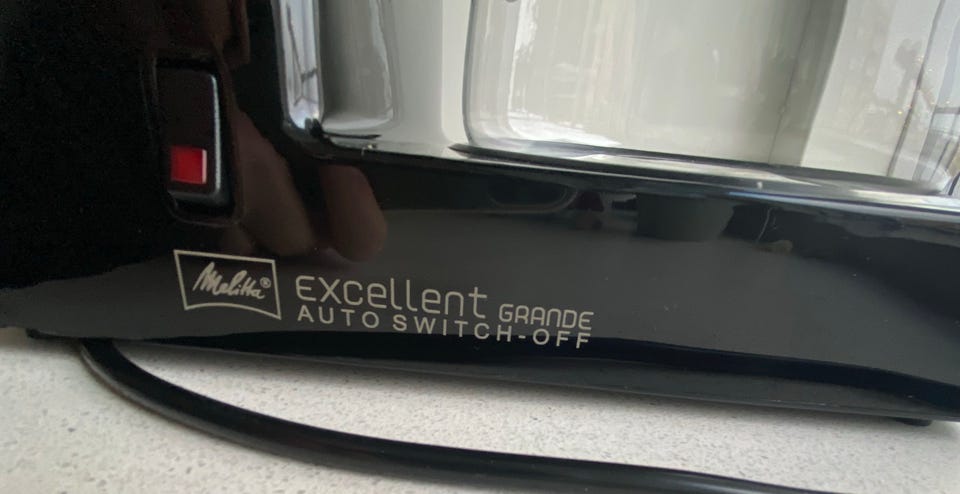 Melitta®
EXCellent GRANDE
AUTO SWITCH-OFF